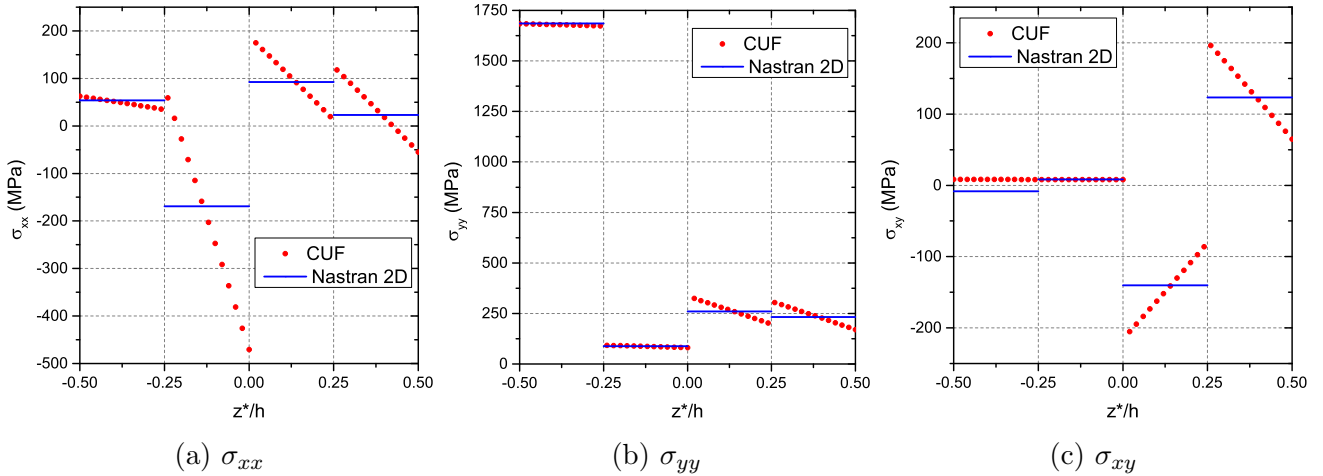 200
100
0
-100
-200
-300
-400
-500
σxx (MPa)
CUF
Nastran 2D
-0.50 -0.25 0.00 0.25 0.50
z*/h
(a) σxx
1750
1500
1250
1000
750
500
250
0
σyy (MPa)
CUF
Nastran 2D
-0.50 -0.25 0.00 0.25 0.50
z*/h
(b) σyy
200
100
0
-100
-200
σxy (MPa)
CUF
Nastran 2D
-0.50 -0.25 0.00 0.25 0.50
z*/h
(c) σxy